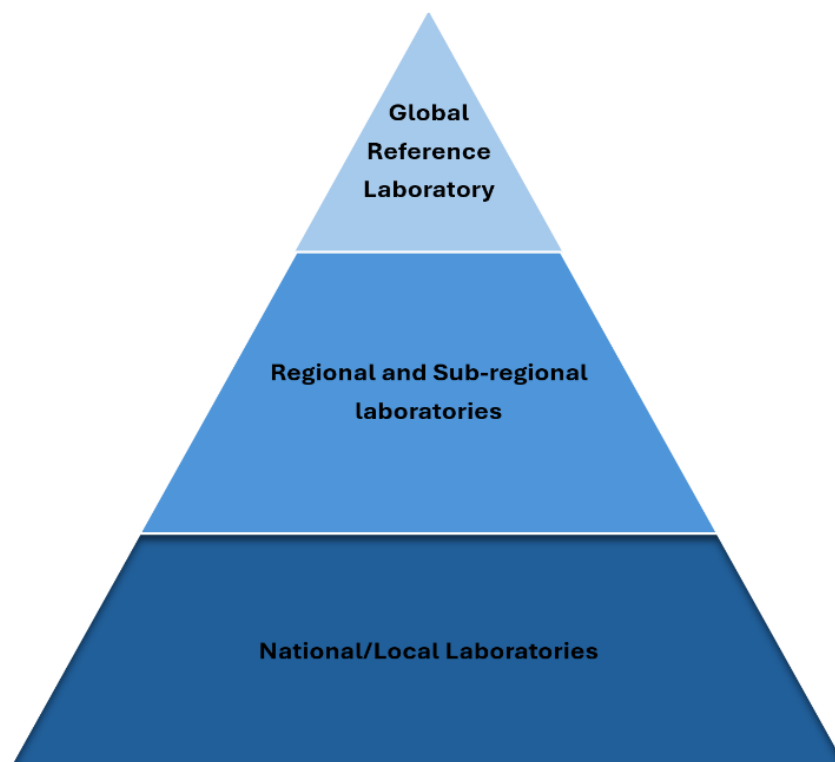 Global
Reference
Laboratory
Regional and Sub-regional
laboratories
National/Local Laboratories